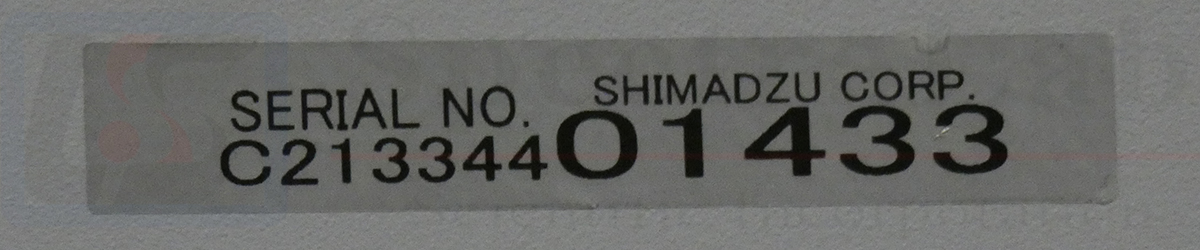 SHIMADZU CORP.
SERIAL NO.
C21334401433